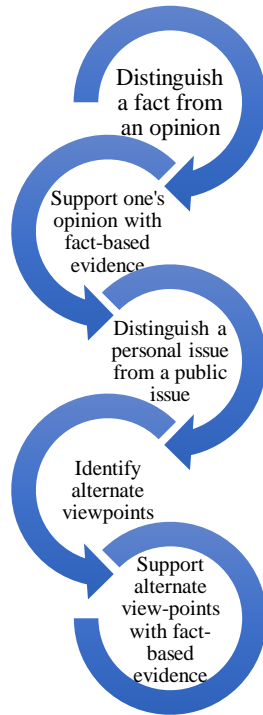 Distinguish
a fact from
an opinion
Support one's
opinion with
fact-based
evidence
Distinguish a
personal issue
from a public
issue
Identify
alternate
viewpoints
Support
alternate
view-points
with fact-
based
evidence